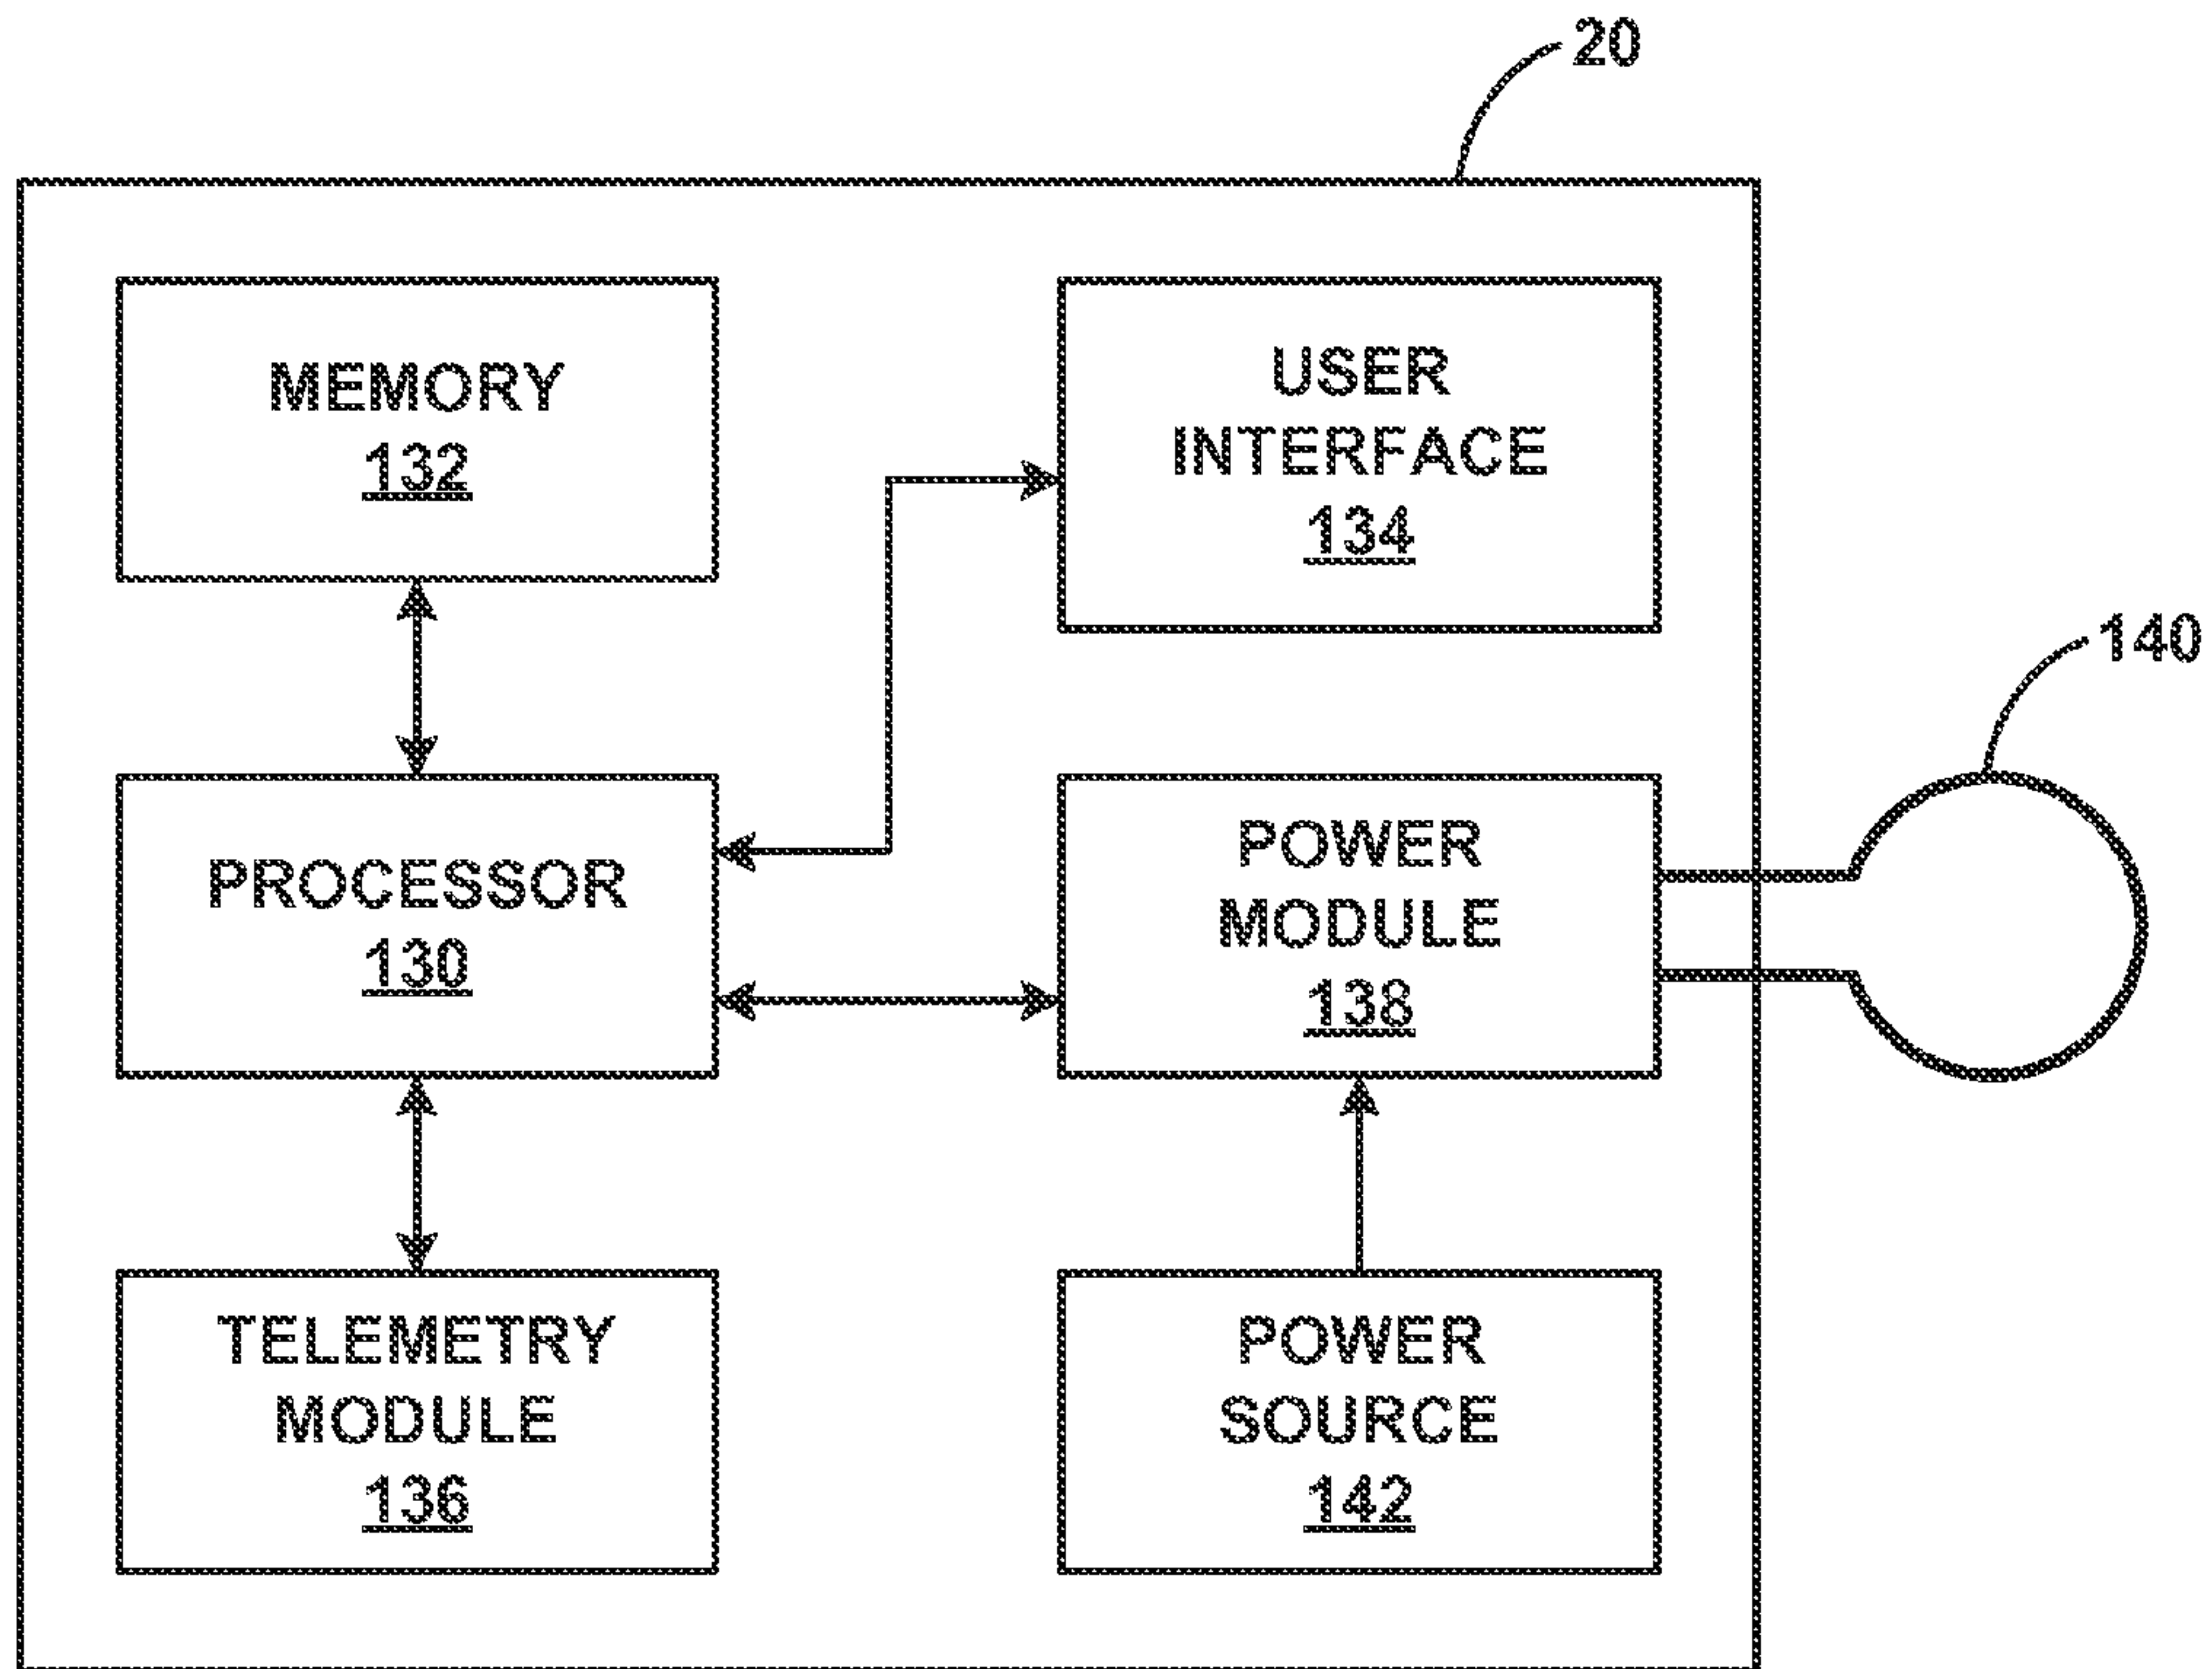 20
MEMORY
132
USER
INTERFACE
134
140
PROCESSOR
130
POWER
MODULE
138
TELEMETRY
MODULE
136
POWER
SOURCE
142